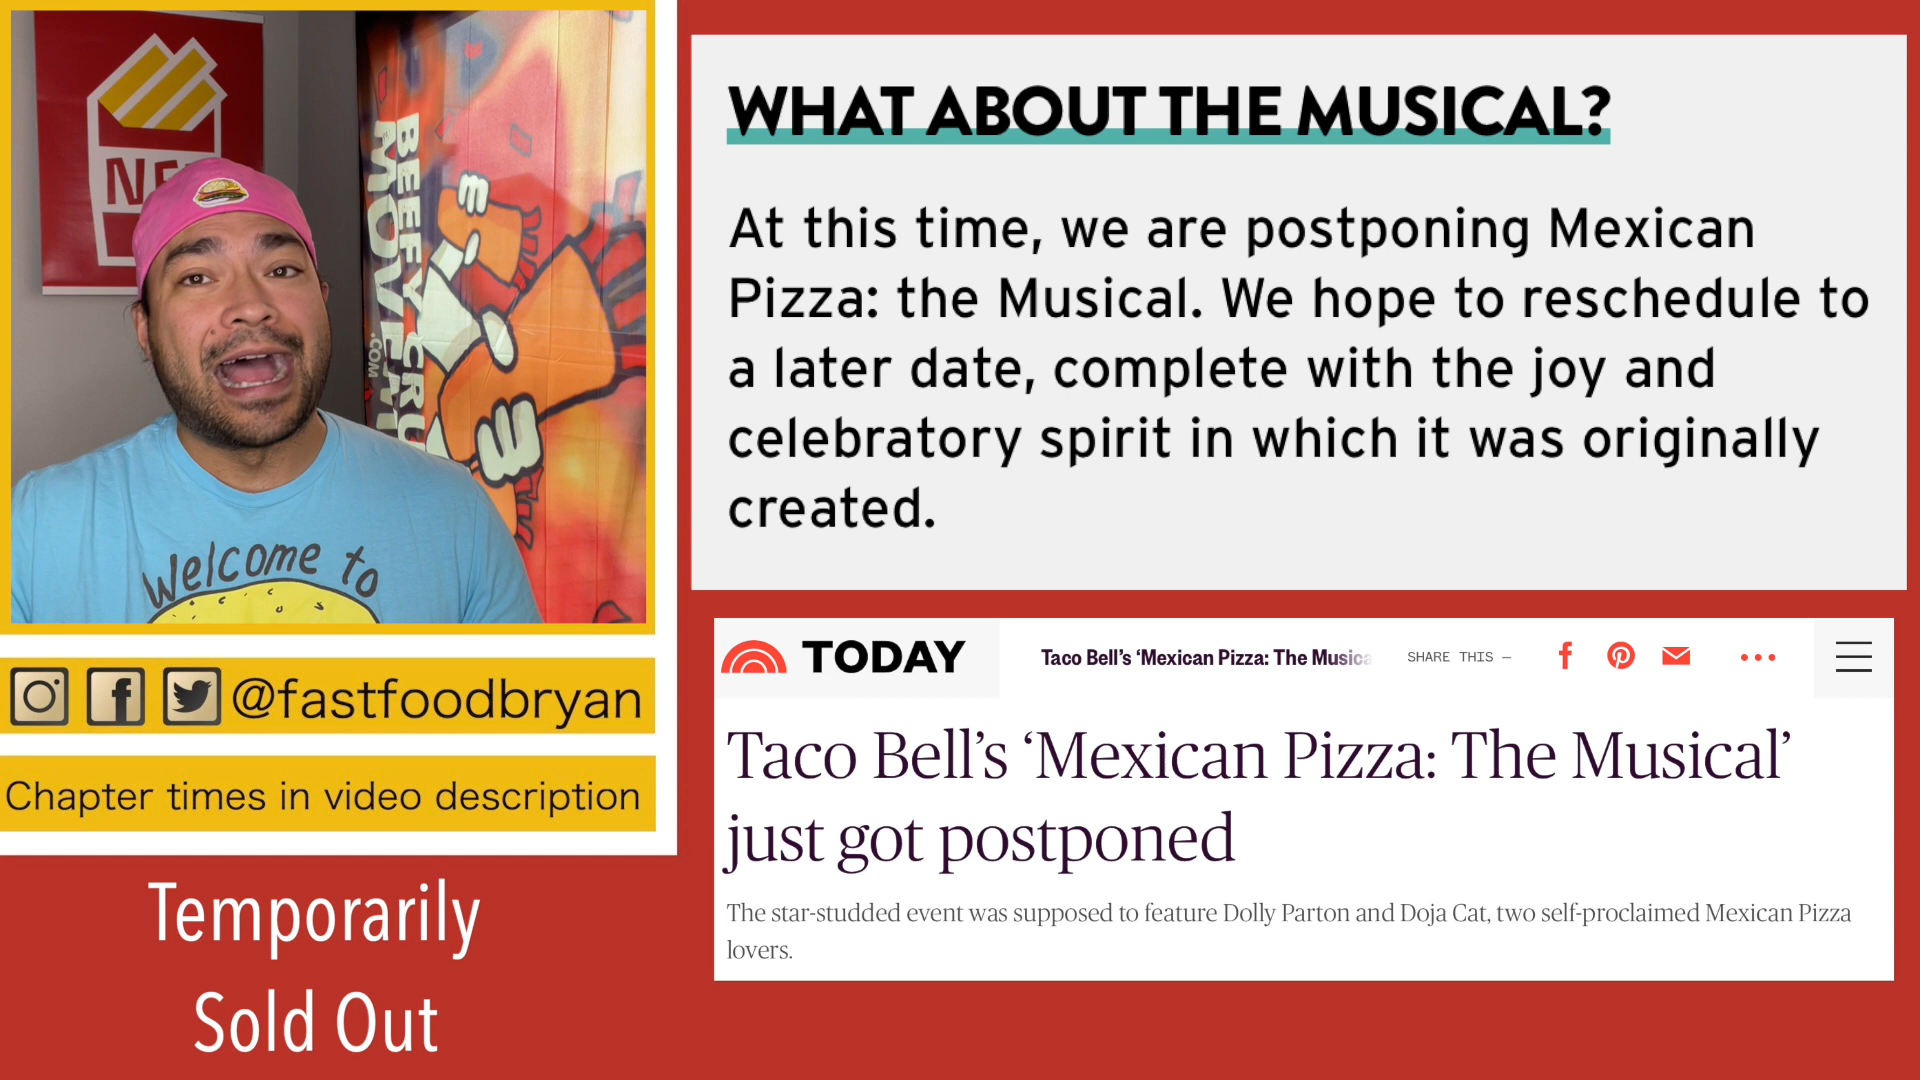 BEEFY CRU
MOVEM
.COM
Welcome to
@fastfoodbryan
Chapter times in video description
Temporarily
Sold Out
WHAT ABOUT THE MUSICAL?
At this time, we are postponing Mexican
Pizza: the Musical. We hope to reschedule to
a later date, complete with the joy and
celebratory spirit in which it was originally
created.
TODAY
Taco Bell’s ‘Mexican Pizza: The Musica
SHARE THIS —
Taco Bell’s ‘Mexican Pizza: The Musical’
just got postponed
The star-studded event was supposed to feature Dolly Parton and Doja Cat, two self-proclaimed Mexican Pizza
lovers.